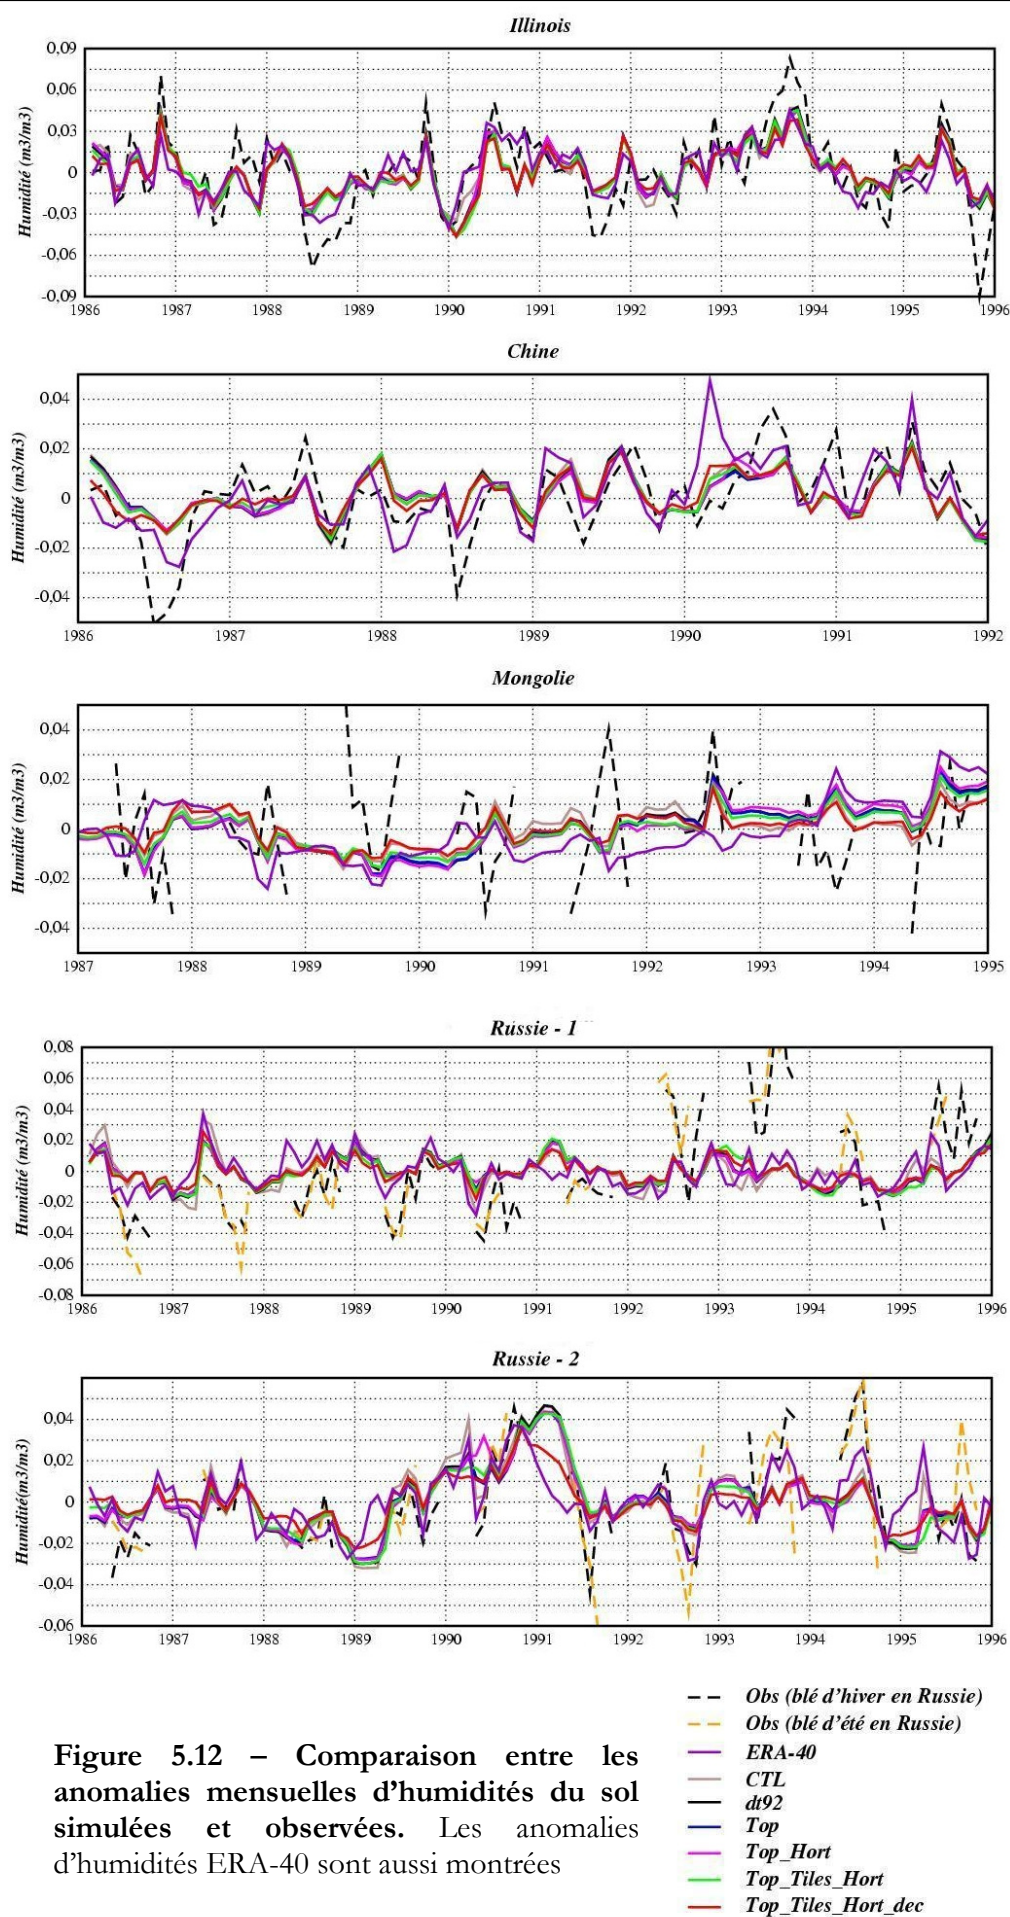 Illinois
Humidité (m3/m3)
0,09
0,06
0,03
0
-0,03
-0,06
-0,09
1986 1987 1988 1989 1990 1991 1992 1993 1994 1995 1996
Chine
Humidité (m3/m3)
0,04
0,02
0
-0,02
-0,04
1986 1987 1988 1989 1990 1991 1992
Mongolie
Humidité (m3/m3)
0,04
0,02
0
-0,02
-0,04
1987 1988 1989 1990 1991 1992 1993 1994 1995
Russie - 1
Humidité (m3/m3)
0,08
0,06
0,04
0,02
0
-0,02
-0,04
-0,06
-0,08
1986 1987 1988 1989 1990 1991 1992 1993 1994 1995 1996
Russie - 2
Humidité(m3/m3)
0,04
0,02
0
-0,02
-0,04
-0,06
1986 1987 1988 1989 1990 1991 1992 1993 1994 1995 1996
Obs (blé d'hiver en Russie)
Obs (blé d'été en Russie)
ERA-40
CTL
dt92
Top
Top_Hort
Top_Tiles_Hort
Top_Tiles_Hort_dec
Figure 5.12 – Comparaison entre les
anomalies mensuelles d'humidités du sol
simulées et observées. Les anomalies
d'humidités ERA-40 sont aussi montrées